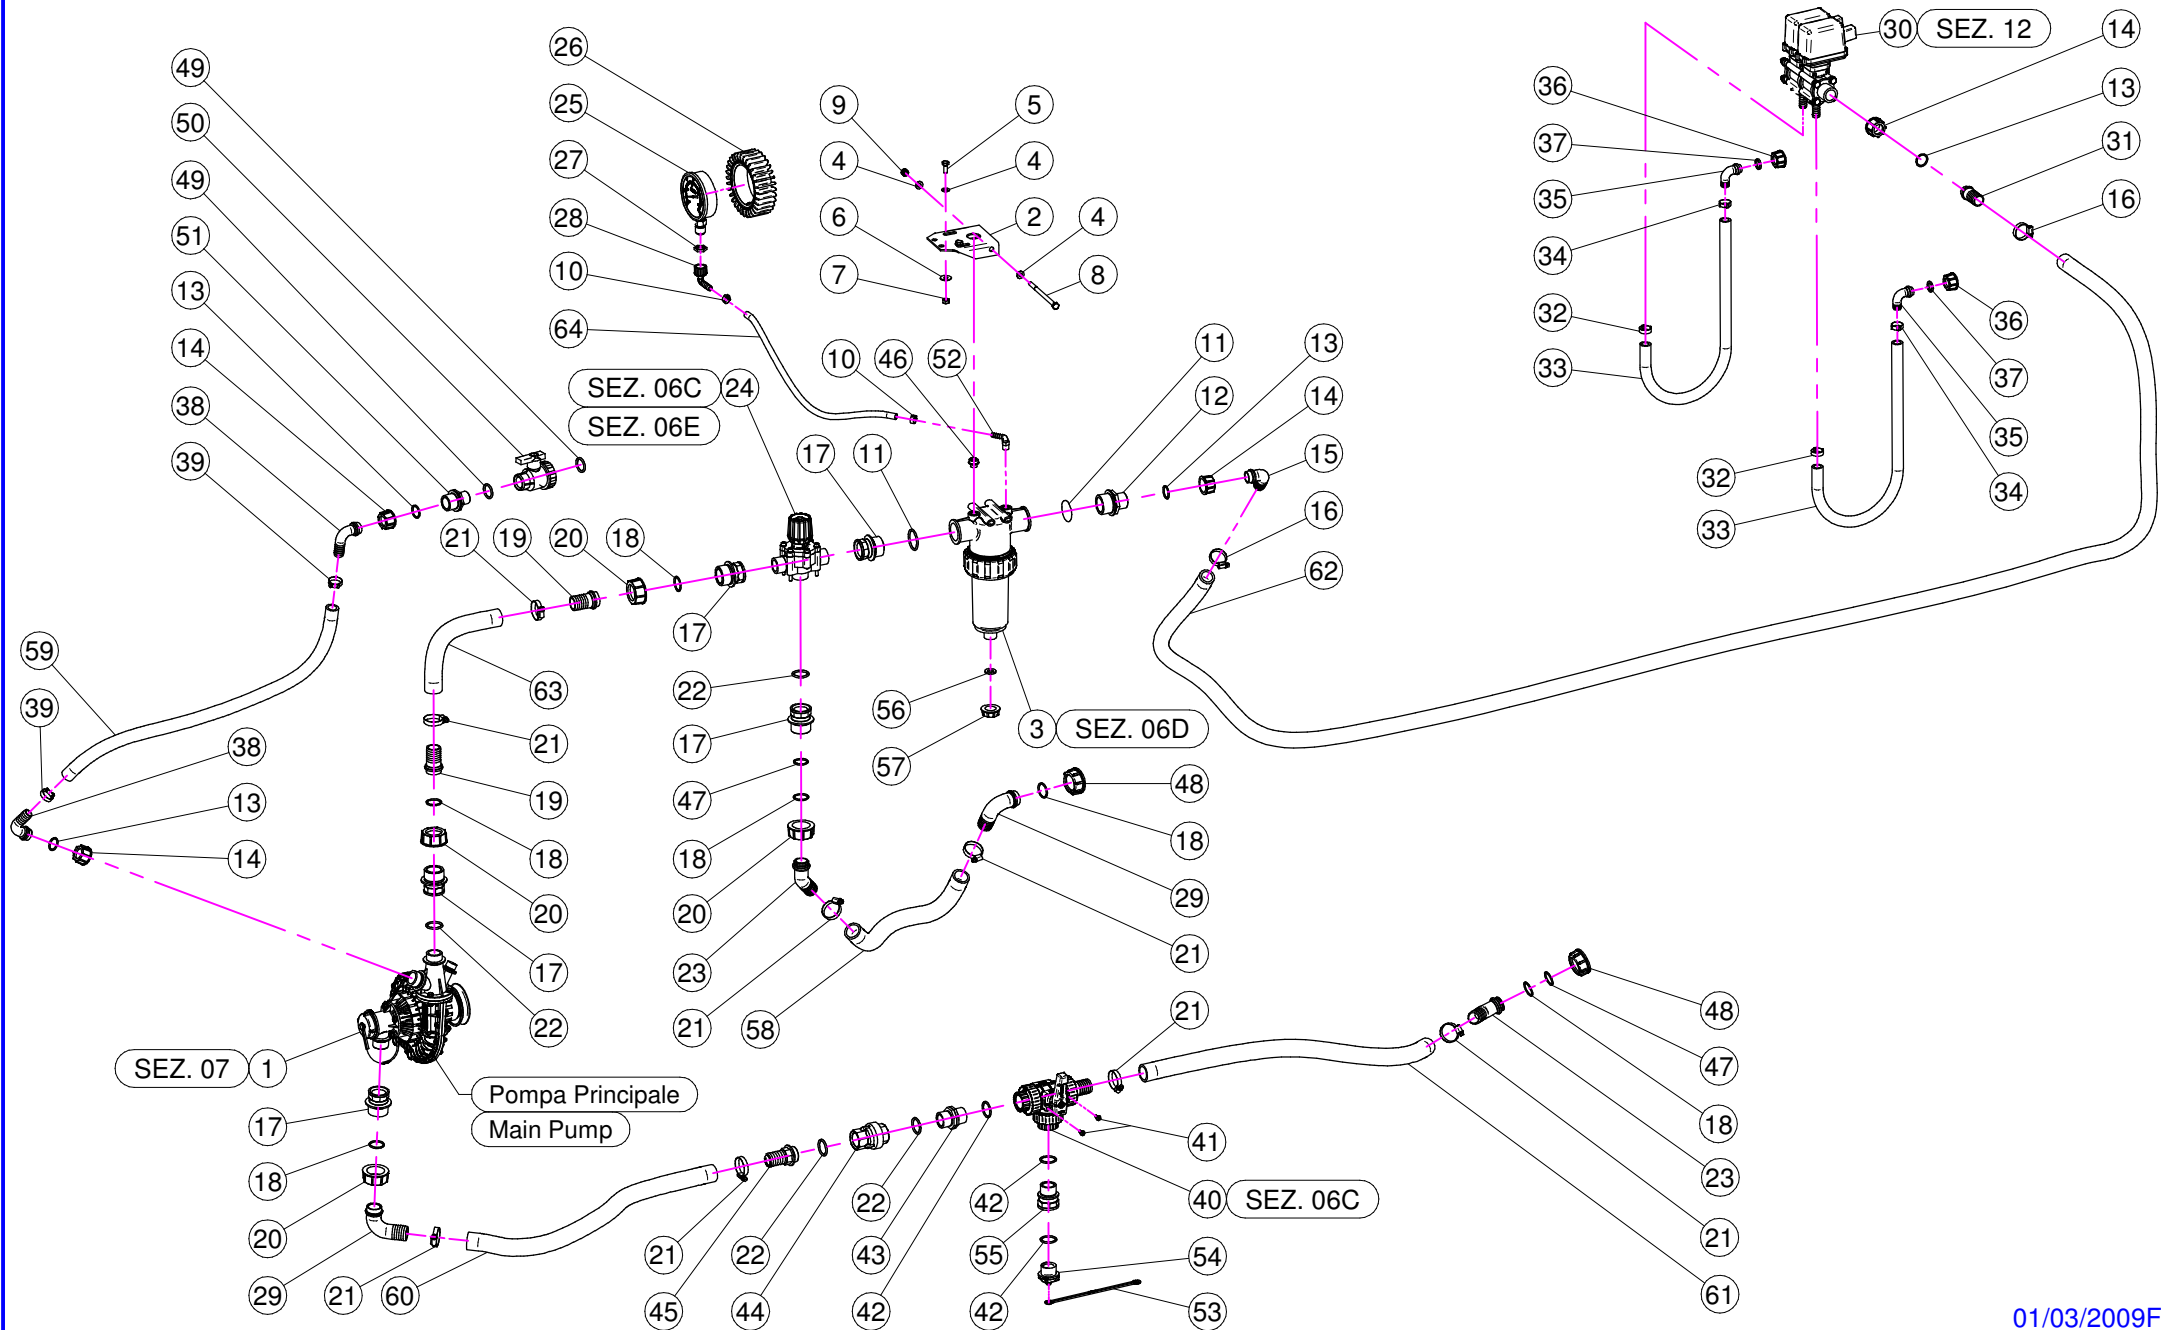 26
30 SEZ. 12 14
49
25
9 5 36 13
50
27 4 4 37 31
49
28 6 2 4 35 16
51
10 7 8 34
13
64 32 36
14
10 46 52 11 13 33 37
SEZ. 06C 24
38 12 14
SEZ. 06E 35
39 17 11 15 32
34
21 19 20 18 16 33
62
17
59
22 63
39 56
3 SEZ. 06D
38 21 17
57
13 19 47 48
14 18 18 18
20 20 29
23 21
17
22 21 58 21 48
SEZ. 07 1
47
Pompa Principale
17 Main Pump 41
18 18
42 23
22 40 SEZ. 06C
20 21
21 22 43 55 54
29 21 60 45 44 42 42 53 61
01/03/2009F